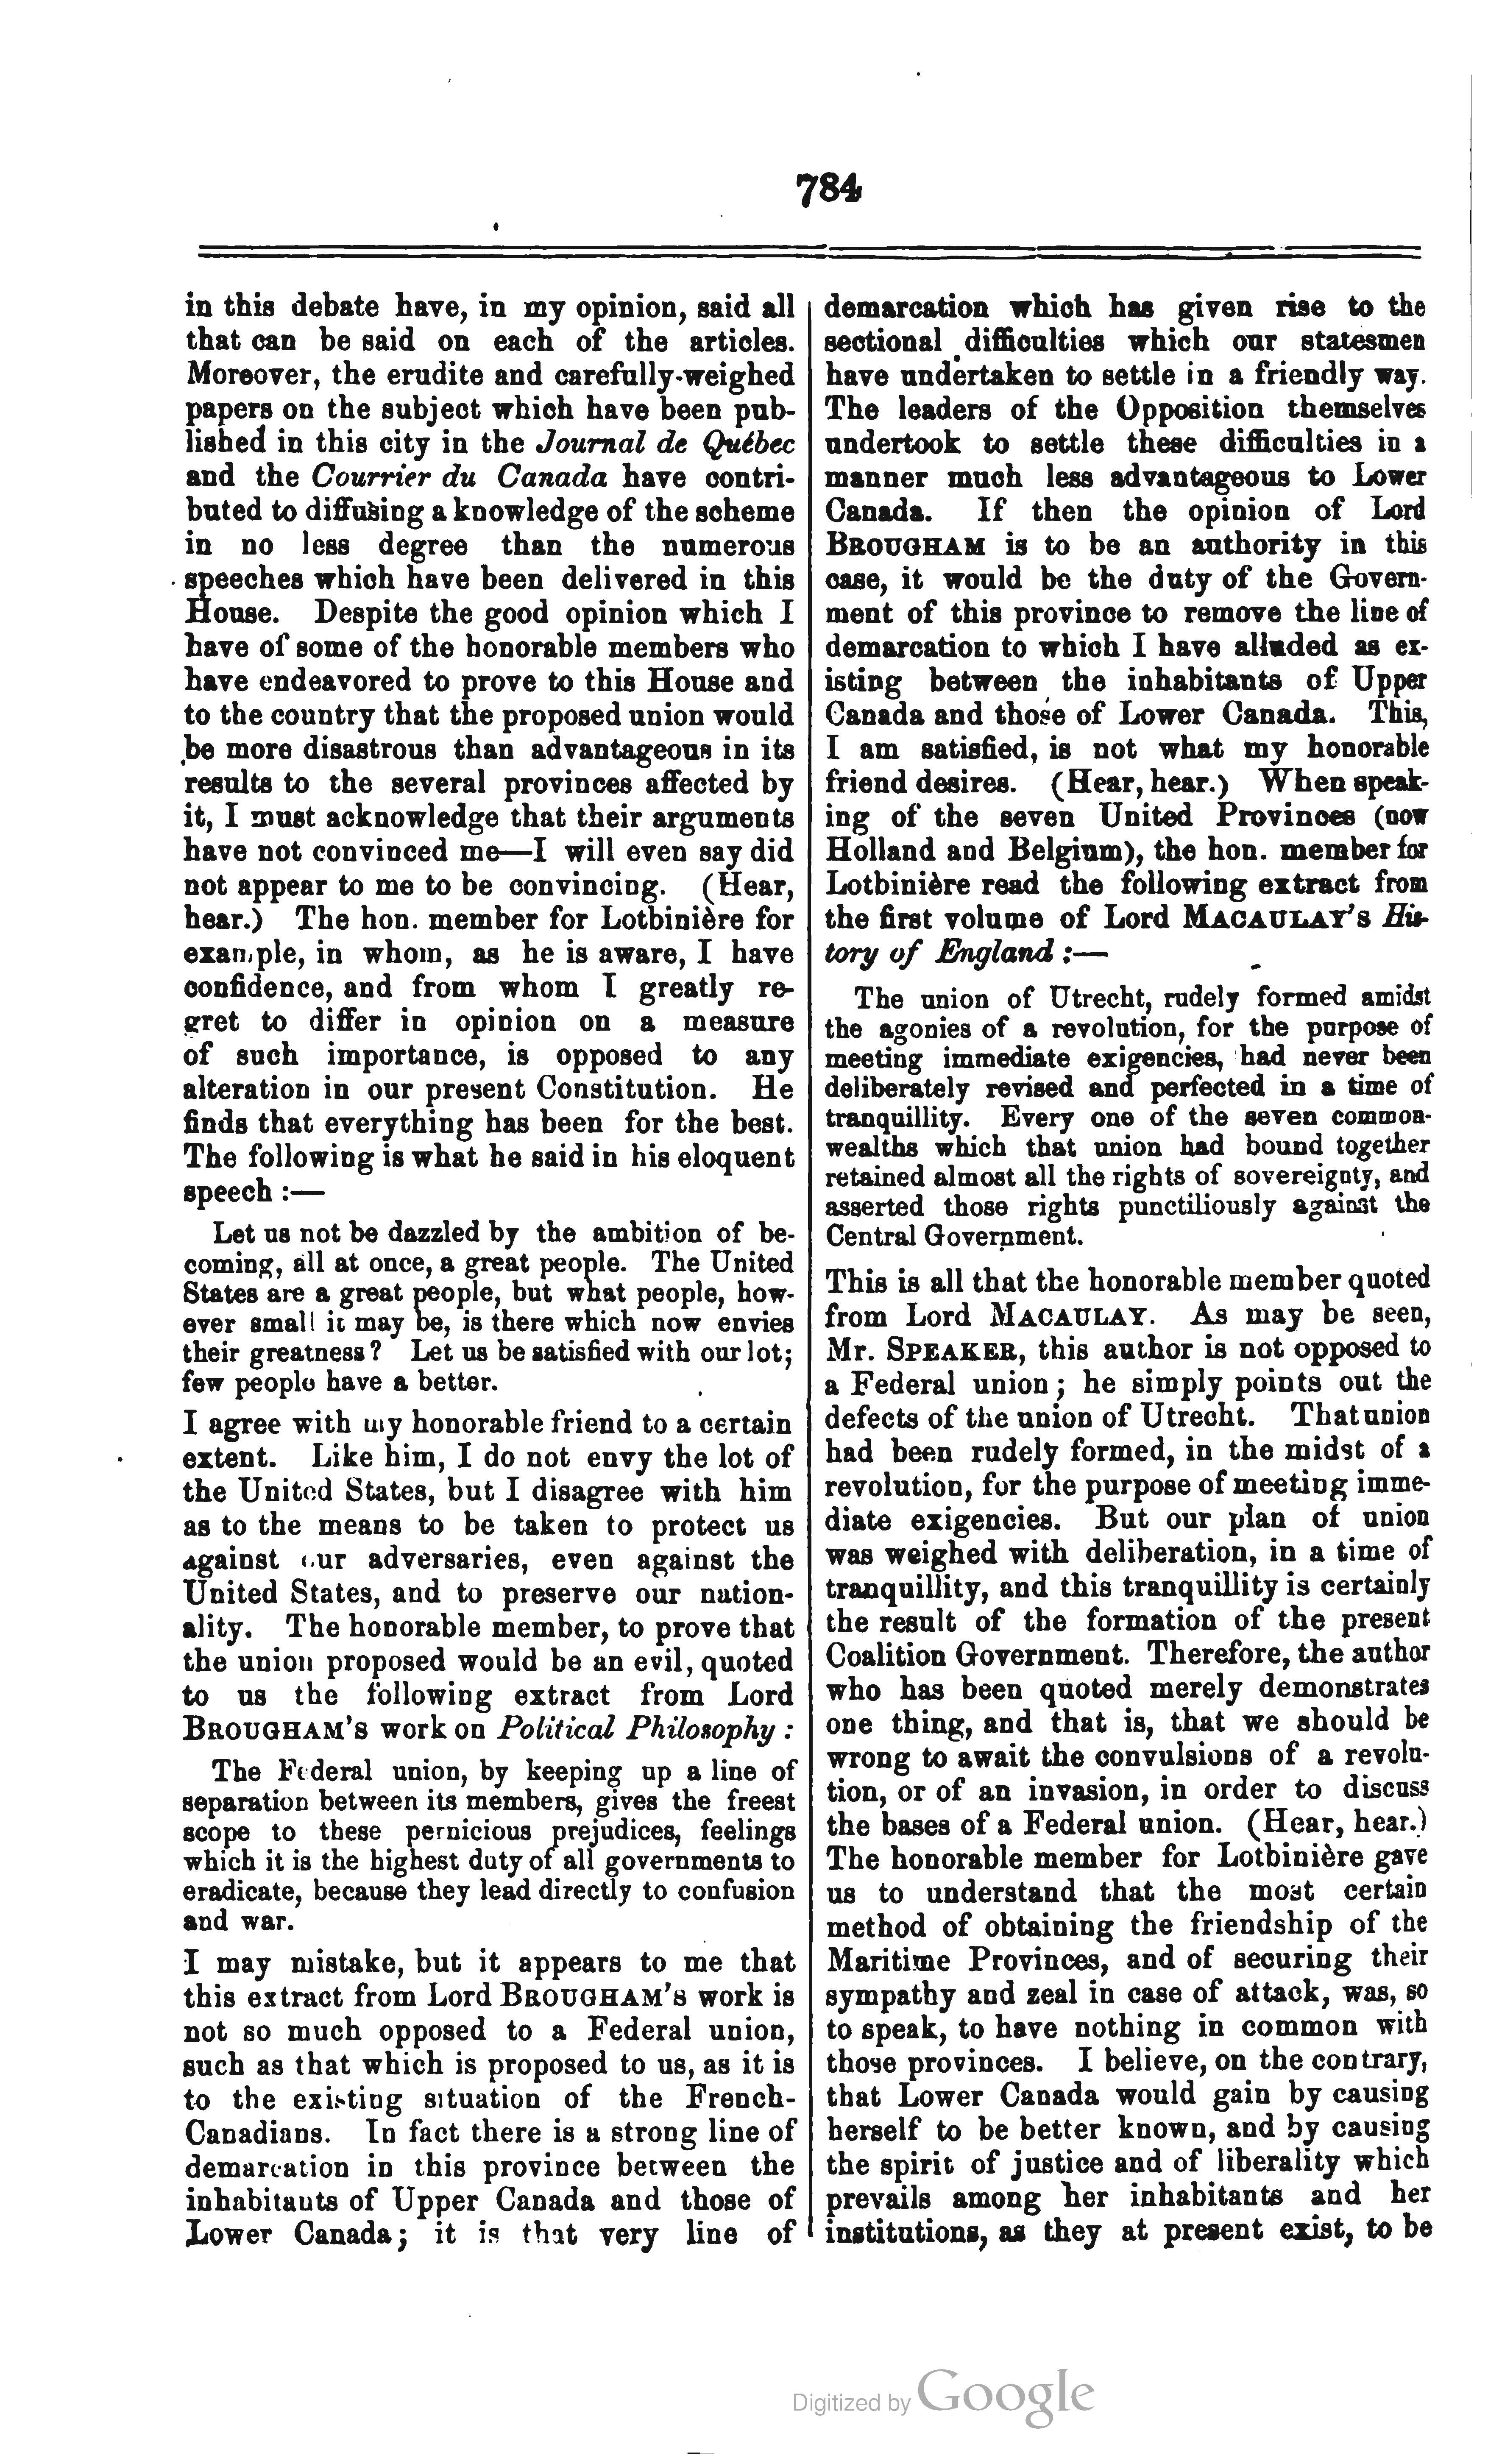 784
in this debate have, in my opinion, said all
that can be said on each of the articles.
Moreover, the erudite and carefully-weighed
papers on the subject which have been pub-
lished in this city in the Journal de Québec
and the Courrier du Canada have contri-
buted to diffusing a knowledge of the scheme
in no less degree than the numerous
speeches which have been delivered in this
House. Despite the good opinion which I
have of some of the honorable members who
have endeavored to prove to this House and
to the country that the proposed union would
be more disastrous than advantageous in its
results to the several provinces affected by
it, I must acknowledge that their arguments
have not convinced me—I will even say did
not appear to me to be convincing. (Hear,
hear.) The hon. member for Lotbinière for
example, in whom, as he is aware, I have
confidence, and from whom I greatly re-
gret to differ in opinion on a measure
of such importance, is opposed to any
alteration in our present Constitution. He
finds that everything has been for the best.
The following is what he said in his eloquent
speech :—
Let us not be dazzled by the ambition of be-
coming, all at once, a great people. The United
States are a great people, but what people, how-
ever small it may be, is there which now envies
their greatness? Let us be satisfied with our lot;
few people have a better.
I agree with my honorable friend to a certain
extent. Like him, I do not envy the lot of
the United States, but I disagree with him
as to the means to be taken to protect us
against our adversaries, even against the
United States, and to preserve our nation-
ality. The honorable member, to prove that
the union proposed would be an evil, quoted
to us the following extract from Lord
BROUGHAM'S work on Political Philosophy :
The Federal union, by keeping up a line of
separation between its members, gives the freest
scope to these pernicious prejudices, feelings
which it is the highest duty of all governments to
eradicate, because they lead directly to confusion
and war.
I may mistake, but it appears to me that
this extract from Lord BROUGHAM'S work is
not so much opposed to a Federal union,
such as that which is proposed to us, as it is
to the existing situation of the French-
Canadians. In fact there is a strong line of
demarcation in this province between the
inhabitants of Upper Canada and those of
Lower Canada; it is that very line of
demarcation which has given rise to the
sectional difficulties which our statesmen
have undertaken to settle in a friendly way.
The leaders of the Opposition themselves
undertook to settle these difficulties in a
manner much less advantageous to Lower
Canada. If then the opinion of Lord
BROUGHAM is to be an authority in this
case, it would be the duty of the Govern-
ment of this province to remove the line of
demarcation to which I have alluded as ex-
isting between the inhabitants of Upper
Canada and those of Lower Canada. This,
I am satisfied, is not what my honorable
friend desires. (Hear, hear.) When speak-
ing of the seven United Provinces (now
Holland and Belgium), the hon. member for
Lotbinière read the following extract from
the first volume of Lord MACAULAY'S His-
tory of England :—
The union of Utrecht, rudely formed amidst
the agonies of a revolution, for the purpose of
meeting immediate exigencies, had never been
deliberately revised and perfected in a time of
tranquillity. Every one of the seven common-
wealths which that union had bound together
retained almost all the rights of sovereignty, and
asserted those rights punctiliously against the
Central Government.
This is all that the honorable member quoted
from Lord MACAULAY. As may be seen,
Mr. SPEAKER, this author is not opposed to
a Federal union; he simply points out the
defects of the union of Utrecht. That union
had been rudely formed, in the midst of a
revolution, for the purpose of meeting imme-
diate exigencies. But our plan of union
was weighed with deliberation, in a time of
tranquillity, and this tranquillity is certainly
the result of the formation of the present
Coalition Government. Therefore, the author
who has been quoted merely demonstrates
one thing, and that is, that we should be
wrong to await the convulsions of a revolu-
tion, or of an invasion, in order to discuss
the bases of a Federal union. (Hear, hear.)
The honorable member for Lotbinière gave
us to understand that the most certain
method of obtaining the friendship of the
Maritime Provinces, and of securing their
sympathy and zeal in case of attack, was, so
to speak, to have nothing in common with
those provinces. I believe, on the contrary,
that Lower Canada would gain by causing
herself to be better known, and by causing
the spirit of justice and of liberality which
prevails among her inhabitants and her
institutions, as they at present exist, to be
Digitized by Google